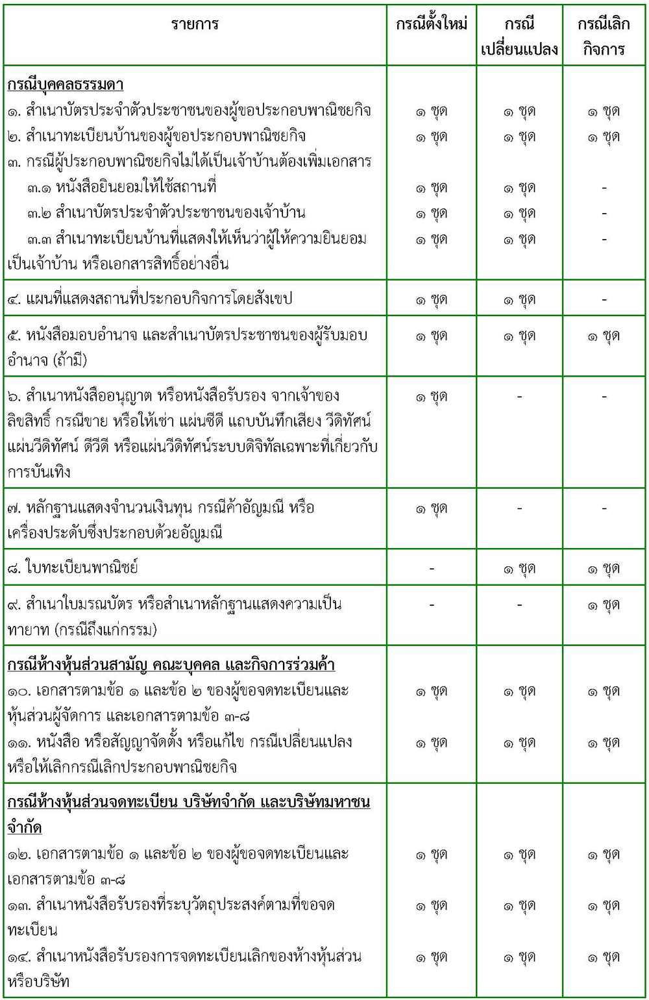 รายการ กรณีตั้งใหม่ กรณี กรณีเลิก
เปลี่ยนแปลง กิจการ
กรณีบุคคลธรรมดา
๑. สำเนาบัตรประจำตัวประชาชนของผู้ขอประกอบพาณิชยกิจ ๑ ชุด ๑ ชุด ๑ ชุด
๒. สำเนาทะเบียนบ้านของผู้ขอประกอบพาณิชยกิจ ๑ ชุด ๑ ชุด ๑ ชุด
๓. กรณีผู้ประกอบพาณิชยกิจไม่ได้เป็นเจ้าบ้านต้องเพิ่มเอกสาร
๓.๑ หนังสือยินยอมให้ใช้สถานที่ ๑ ชุด ๑ ชุด -
๓.๒ สำเนาบัตรประจำตัวประชาชนของเจ้าบ้าน ๑ ชุด ๑ ชุด -
๓.๓ สำเนาทะเบียนบ้านที่แสดงให้เห็นว่าผู้ให้ความยินยอม ๑ ชุด ๑ ชุด -
เป็นเจ้าบ้าน หรือเอกสารสิทธิ์อย่างอื่น
๔. แผนที่แสดงสถานที่ประกอบกิจการโดยสังเขป ๑ ชุด ๑ ชุด -
๕. หนังสือมอบอำนาจ และสำเนาบัตรประชาชนของผู้รับมอบ ๑ ชุด ๑ ชุด ๑ ชุด
อำนาจ (ถ้ามี)
๖. สำเนาหนังสืออนุญาต หรือหนังสือรับรอง จากเจ้าของ ๑ ชุด - -
ลิขสิทธิ์ กรณีขาย หรือให้เช่า แผ่นซีดี แถบบันทึกเสียง วีดิทัศน์
แผ่นวีดิทัศน์ ดีวีดี หรือแผ่นวีดิทัศน์ระบบดิจิทัลเฉพาะที่เกี่ยวกับ
การบันเทิง
๗. หลักฐานแสดงจำนวนเงินทุน กรณีค้าอัญมณี หรือ ๑ ชุด - -
เครื่องประดับซึ่งประกอบด้วยอัญมณี
๘. ใบทะเบียนพาณิชย์ - ๑ ชุด ๑ ชุด
๙. สำเนาใบมรณบัตร หรือสำเนาหลักฐานแสดงความเป็น - - ๑ ชุด
ทายาท (กรณีถึงแก่กรรม)
กรณีห้างหุ้นส่วนสามัญ คณะบุคคล และกิจการร่วมค้า
๑๐. เอกสารตามข้อ ๑ และข้อ ๒ ของผู้ขอจดทะเบียนและ ๑ ชุด ๑ ชุด ๑ ชุด
หุ้นส่วนผู้จัดการ และเอกสารตามข้อ ๓-๘
๑๑. หนังสือ หรือสัญญาจัดตั้ง หรือแก้ไข กรณีเปลี่ยนแปลง ๑ ชุด ๑ ชุด ๑ ชุด
หรือให้เลิกกรณีเลิกประกอบพาณิชยกิจ
กรณีห้างหุ้นส่วนจดทะเบียน บริษัทจำกัด และบริษัทมหาชน
จำกัด
๑๒. เอกสารตามข้อ ๑ และข้อ ๒ ของผู้ขอจดทะเบียนและ ๑ ชุด ๑ ชุด ๑ ชุด
เอกสารตามข้อ ๓-๘
๑๓. สำเนาหนังสือรับรองที่ระบุวัตถุประสงค์ตามที่ขอจด ๑ ชุด ๑ ชุด ๑ ชุด
ทะเบียน
๑๔. สำเนาหนังสือรับรองการจดทะเบียนเลิกของห้างหุ้นส่วน ๑ ชุด ๑ ชุด ๑ ชุด
หรือบริษัท